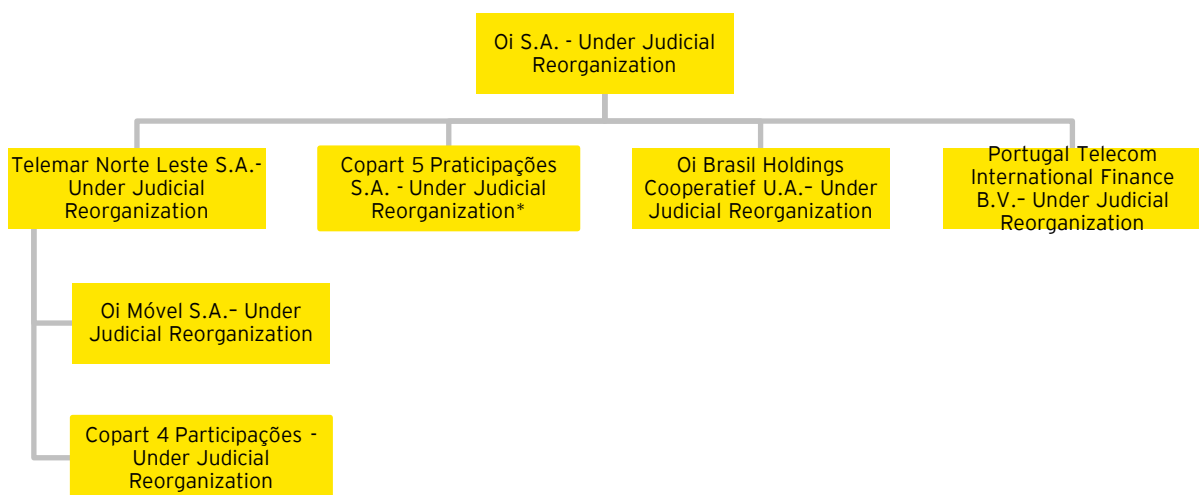 Oi S.A. - Under Judicial
Reorganization
Telemar Norte Leste S.A.-
Under Judicial
Reorganization
Copart 5 Praticipações
S.A. - Under Judicial
Reorganization*
Oi Brasil Holdings
Cooperatief U.A.– Under
Judicial Reorganization
Portugal Telecom
International Finance
B.V.– Under Judicial
Reorganization
Oi Móvel S.A.– Under
Judicial Reorganization
Copart 4 Participações -
Under Judicial
Reorganization